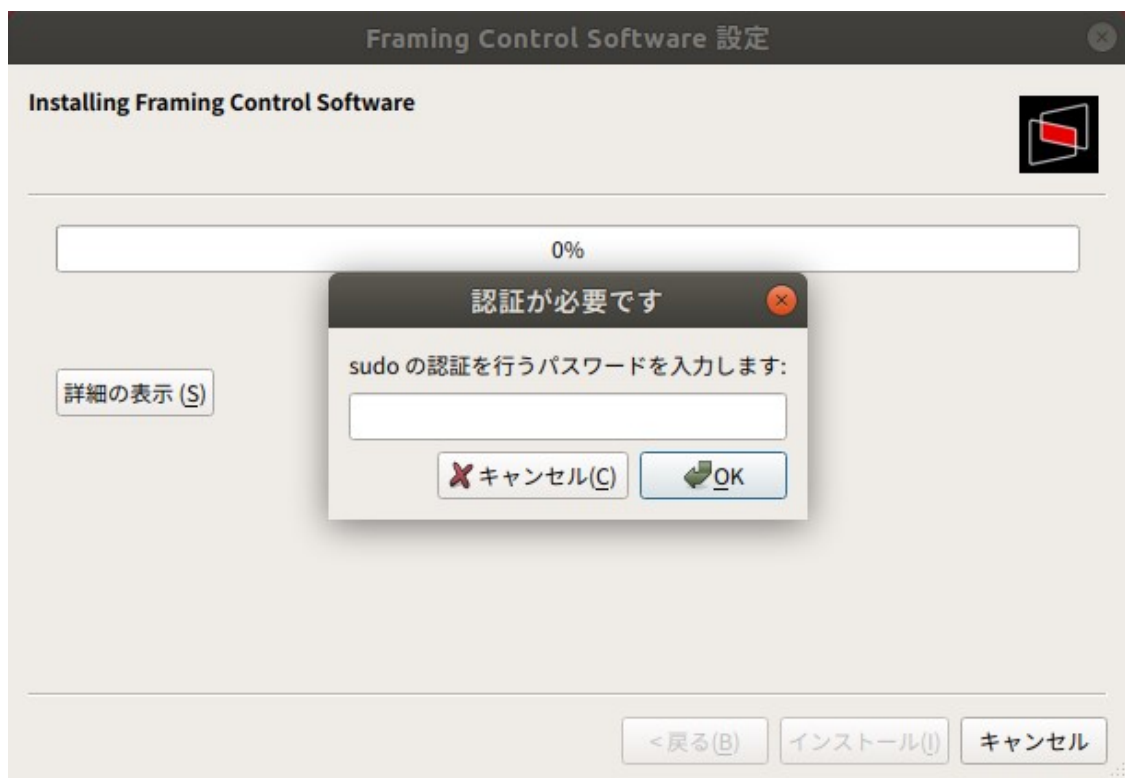 Framing Control Software 設定
Installing Framing Control Software
0%
認証が必要です
sudo の認証を行うパスワードを入力します:
詳細の表示 (S)
キャンセル(C)
OK
<戻る(B)
インストール(I)
キャンセル